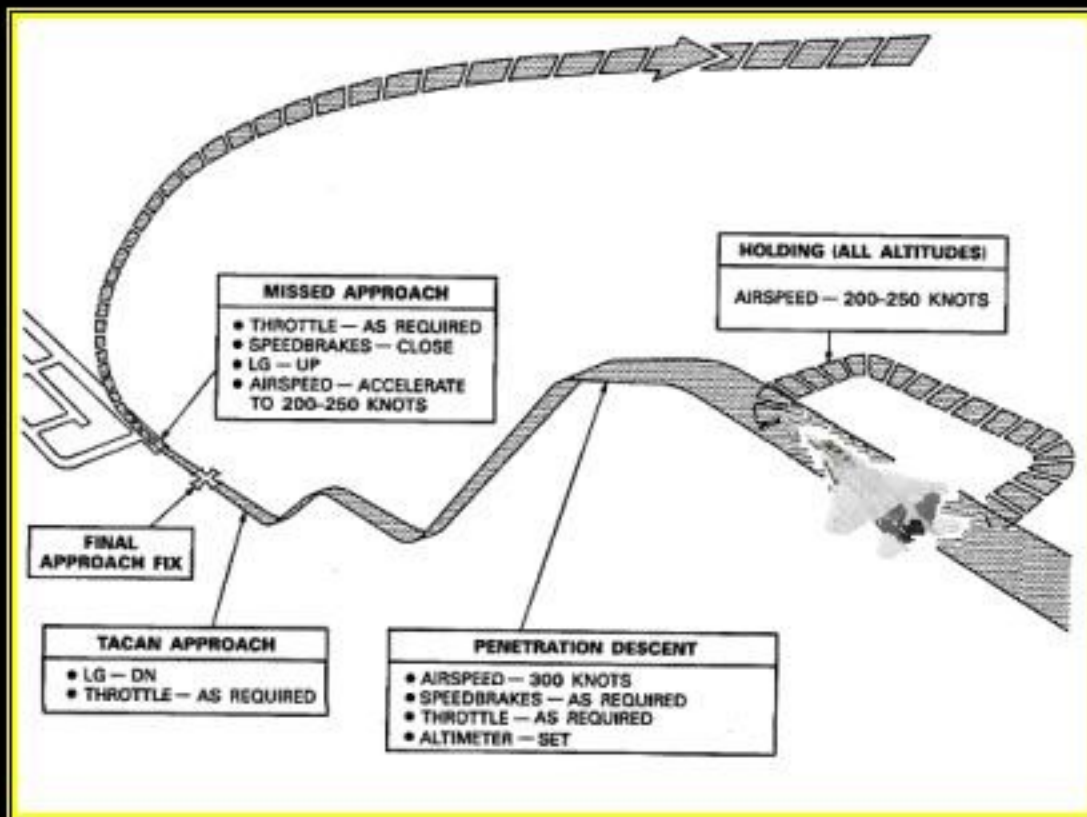 HOLDING (ALL ALTITUDES)
AIRSPEED — 200-250 KNOTS
MISSED APPROACH
● THROTTLE — AS REQUIRED
● SPEEDBRAKES — CLOSE
● LG — UP
● AIRSPEED — ACCELERATE
TO 200-250 KNOTS
FINAL
APPROACH FIX
TACAN APPROACH
● LG — DN
● THROTTLE — AS REQUIRED
PENETRATION DESCENT
● AIRSPEED — 300 KNOTS
● SPEEDBRAKES — AS REQUIRED
● THROTTLE — AS REQUIRED
● ALTIMETER — SET